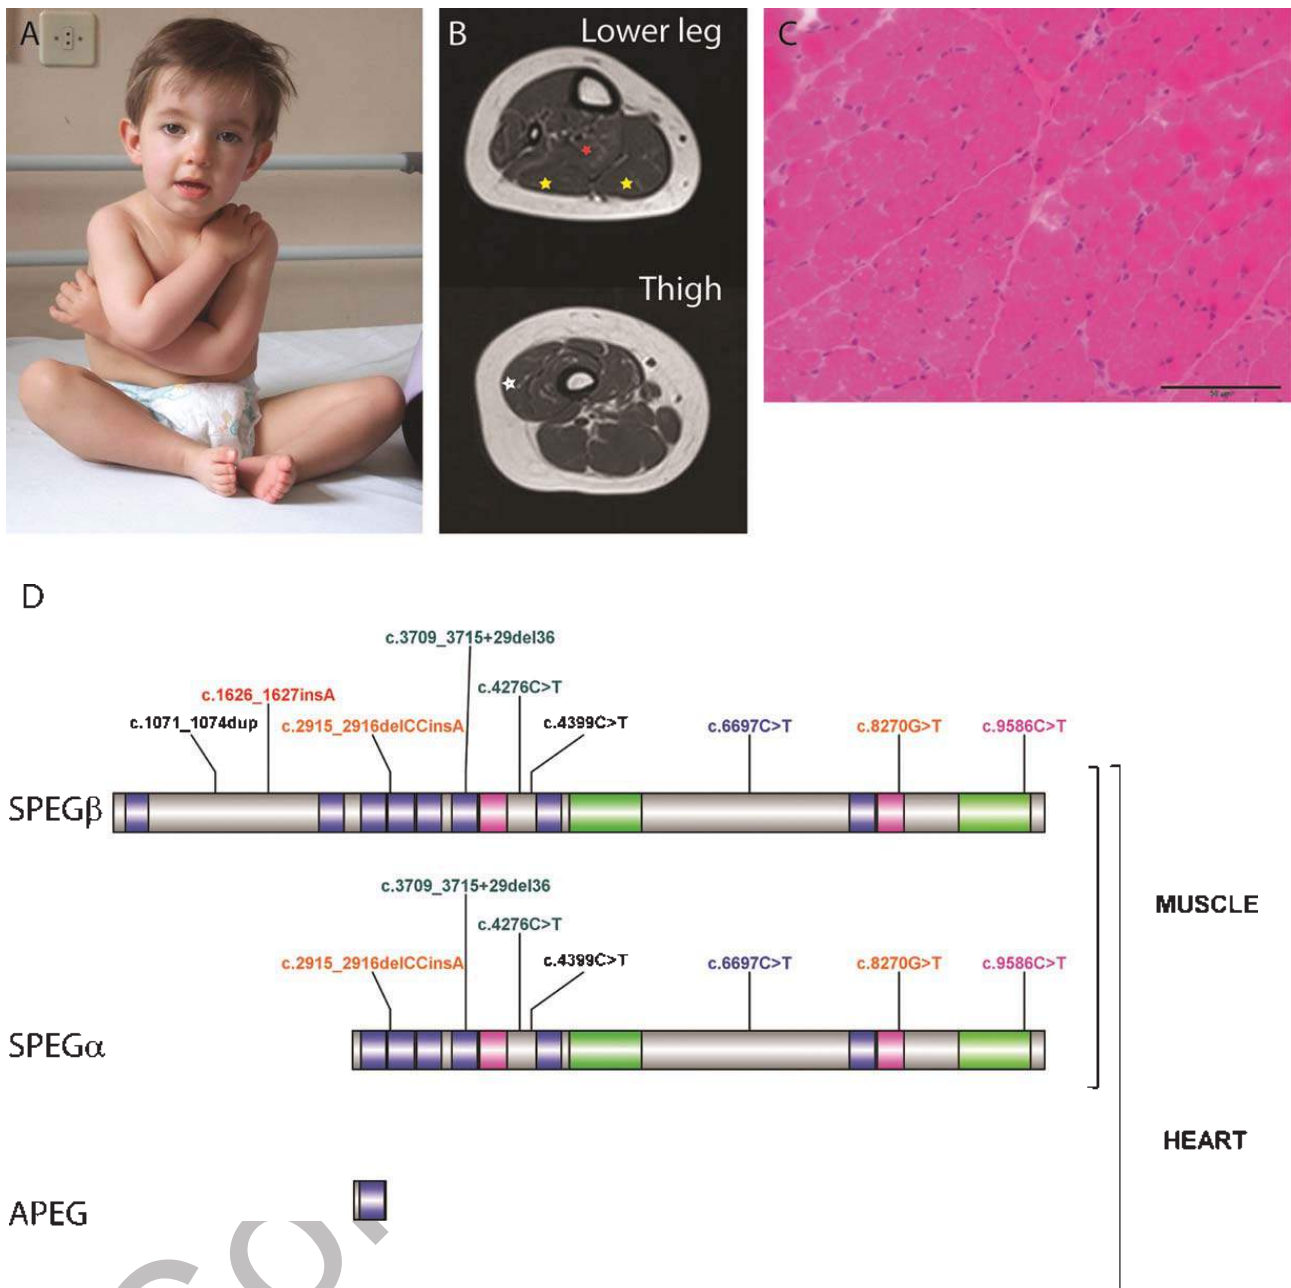 A
B
Lower leg
Thigh
C
D
c.3709_3715+29del36
c.1626_1627insA
c.4276C>T
c.1071_1074dup
c.2915_2916delCCinsA
c.4399C>T
c.6697C>T
c.8270G>T
c.9586C>T
SPEGβ
c.3709_3715+29del36
c.4276C>T
c.2915_2916delCCinsA
c.4399C>T
c.6697C>T
c.8270G>T
c.9586C>T
MUSCLE
SPEGα
HEART
APEG